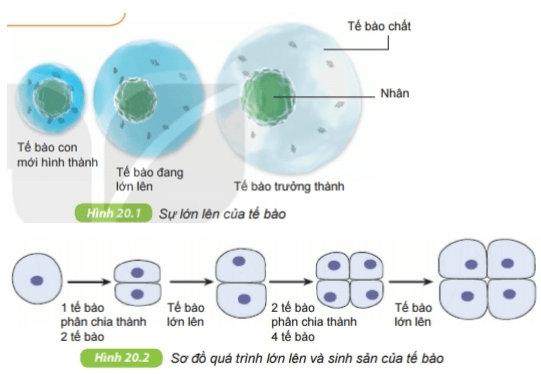 Tế bào chất
Nhân
Tế bào con
mới hình thành
Tế bào đang
lớn lên
Tế bào trưởng thành
Hình 20.1 Sự lớn lên của tế bào
1 tế bào
phân chia thành
2 tế bào
Tế bào
lớn lên
2 tế bào
phân chia thành
4 tế bào
Tế bào
lớn lên
Hình 20.2 Sơ đồ quá trình lớn lên và sinh sản của tế bào